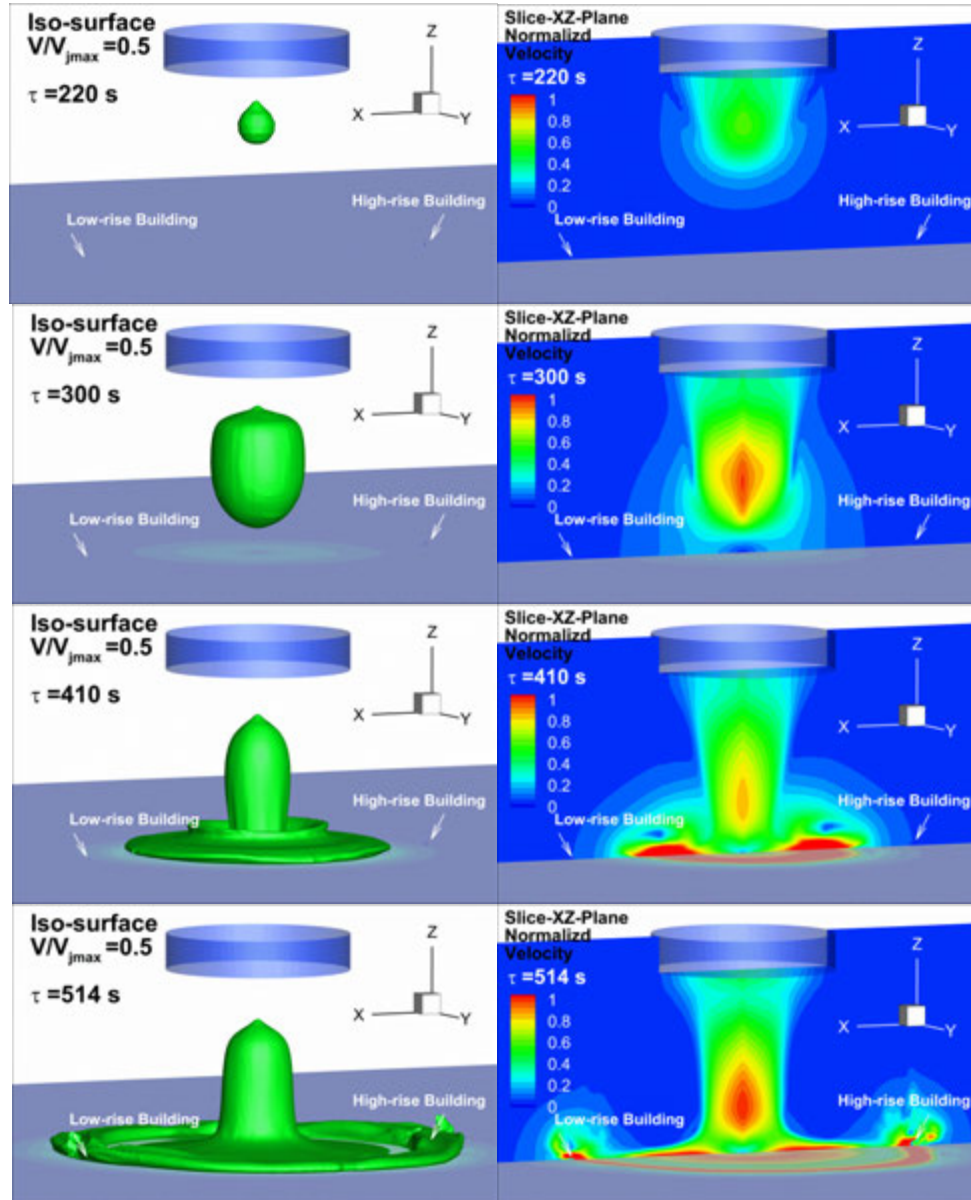 Iso-surface
V/Vjmax =0.5
τ =220 s
Z
X
Y
Low-rise Building
High-rise Building
Slice-XZ-Plane
Normalizd
Velocity
τ =220 s
1
0.8
0.6
0.4
0.2
0
Z
X
Y
Low-rise Building
High-rise Building
Iso-surface
V/Vjmax =0.5
τ =300 s
Z
X
Y
Low-rise Building
High-rise Building
Slice-XZ-Plane
Normalizd
Velocity
τ =300 s
1
0.8
0.6
0.4
0.2
0
Z
X
Y
Low-rise Building
High-rise Building
Iso-surface
V/Vjmax =0.5
τ =410 s
Z
X
Y
Low-rise Building
High-rise Building
Slice-XZ-Plane
Normalizd
Velocity
τ =410 s
1
0.8
0.6
0.4
0.2
0
Z
X
Y
Low-rise Building
High-rise Building
Iso-surface
V/Vjmax =0.5
τ =514 s
Z
X
Y
Low-rise Building
High-rise Building
Slice-XZ-Plane
Normalizd
Velocity
τ =514 s
1
0.8
0.6
0.4
0.2
0
Z
X
Y
Low-rise Building
High-rise Building